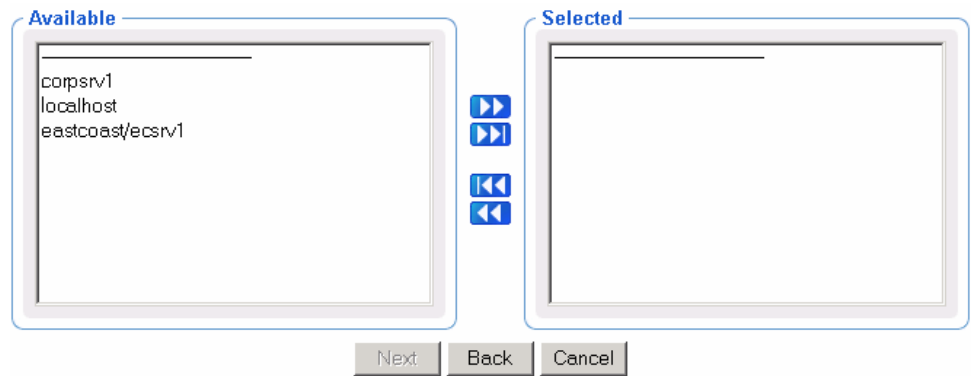 Available
Selected
corpsrv1
localhost
eastcoast/ecsrv1
Next
Back
Cancel